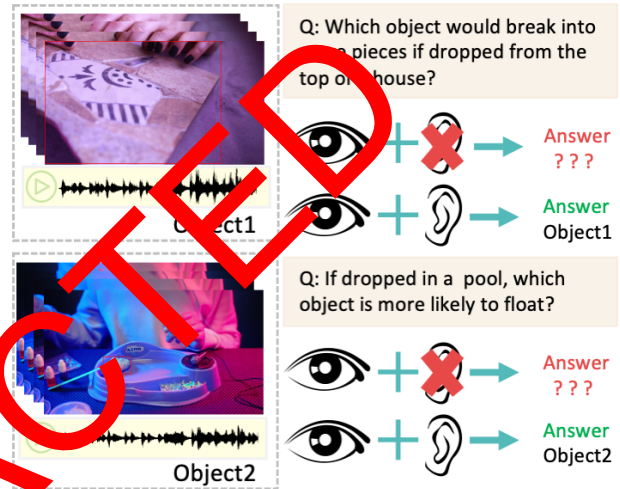 Q: Which object would break into
pieces if dropped from the
top of house?
Answer
? ? ?
Answer
Object1
Object1
Q: If dropped in a pool, which
object is more likely to float?
Answer
? ? ?
Answer
Object2
Object2
CTED